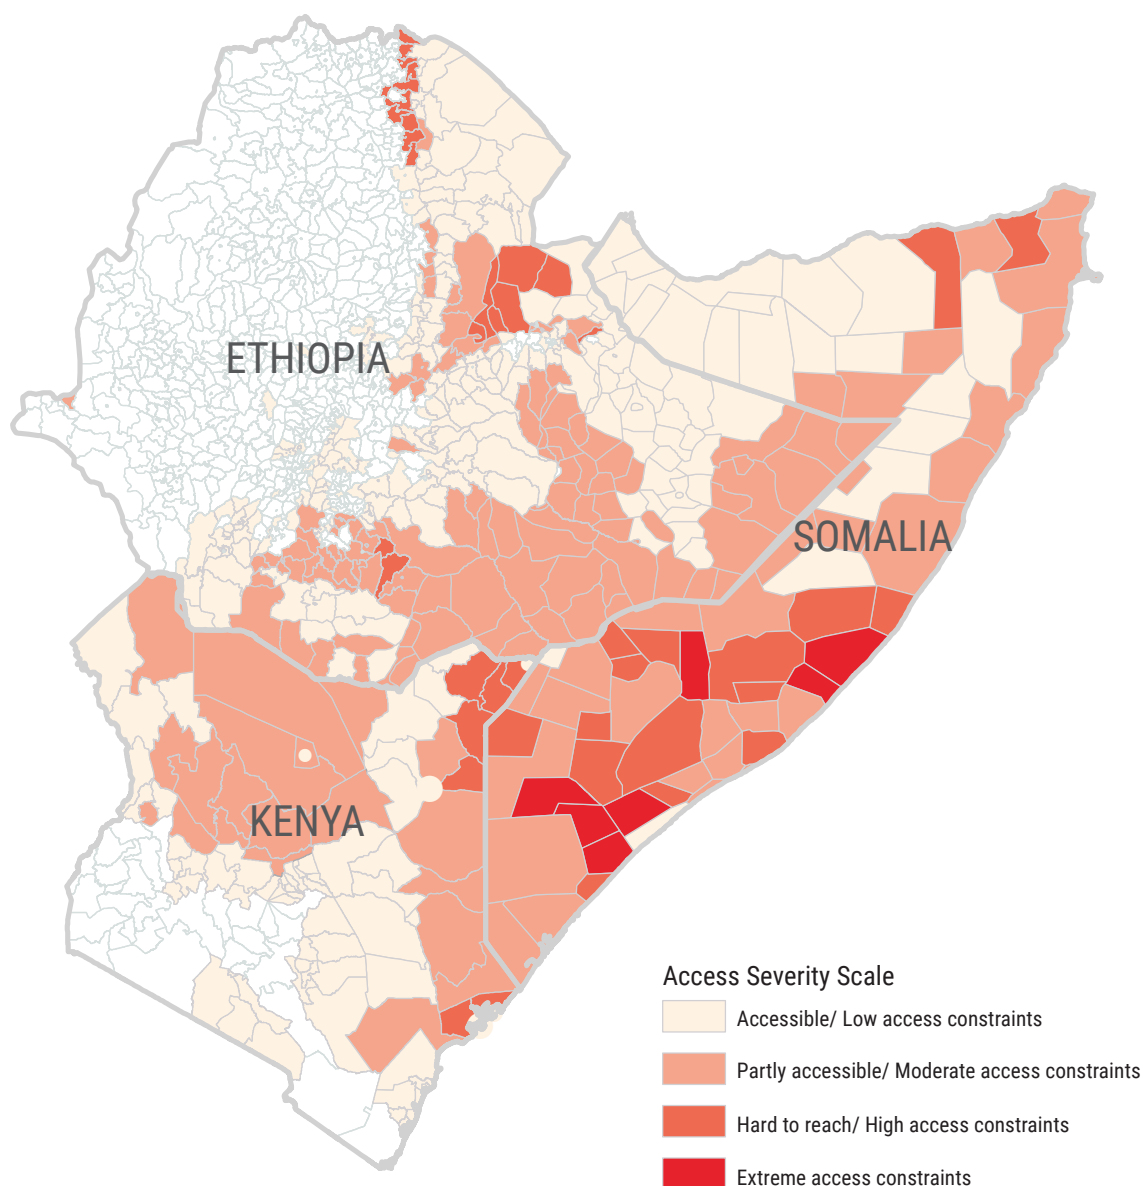 ETHIOPIA
SOMALIA
KENYA
Access Severity Scale
Accessible/ Low access constraints
Partly accessible/ Moderate access constraints
Hard to reach/ High access constraints
Extreme access constraints